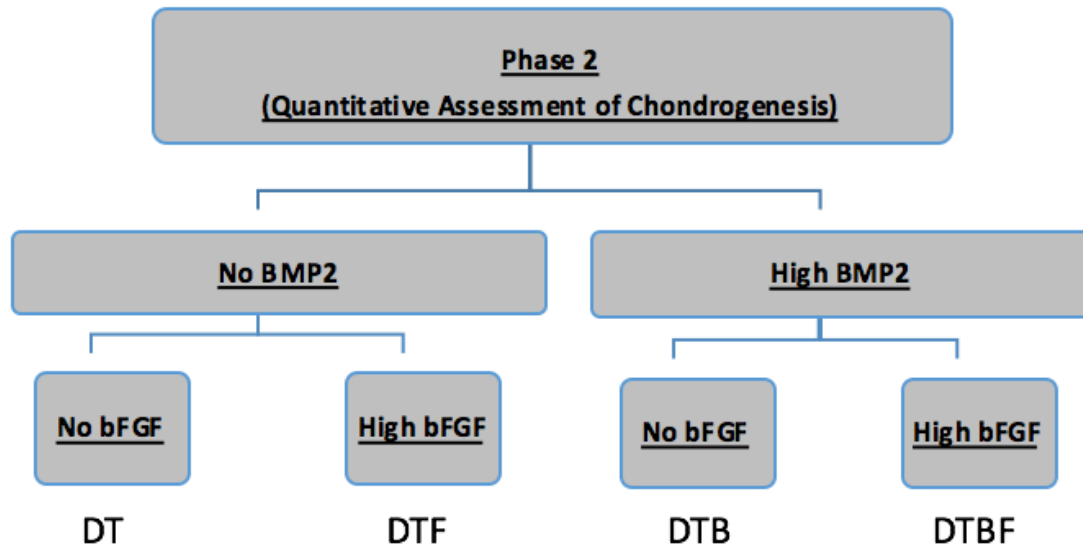 Phase 2
(Quantitative Assessment of Chondrogenesis)
No BMP2
High BMP2
No bFGF
High bFGF
No bFGF
High bFGF
DT
DTF
DTB
DTBF